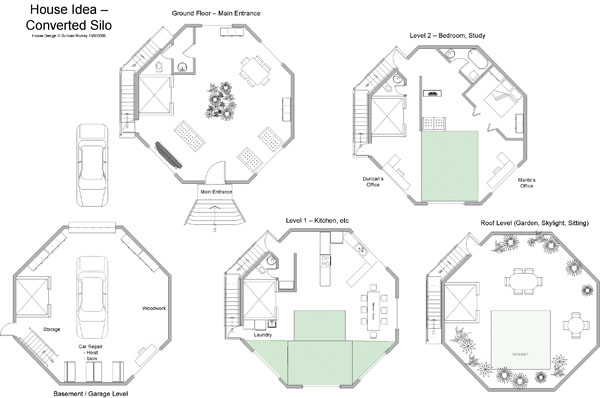 House Idea –
Converted Silo
House Design © Duncan Murray 10/6/2006
Ground Floor – Main Entrance
Main Entrance
Level 2 – Bedroom, Study
Duncan's
Office
Marita's
Office
Storage
Woodwork
Car Repair
- Hoist
- tools
Basement / Garage Level
Level 1 – Kitchen, etc
Laundry
Roof Level (Garden, Skylight, Sitting)
SKYLIGHT